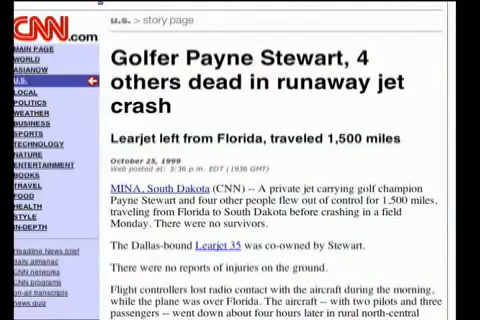 CNN.com
MAIN PAGE
WORLD
ASIANOW
U.S.
LOCAL
POLITICS
WEATHER
BUSINESS
SPORTS
TECHNOLOGY
NATURE
ENTERTAINMENT
BOOKS
TRAVEL
FOOD
HEALTH
STYLE
IN-DEPTH
Headline News brief
daily almanac
CNN networks
CNN programs
on-air transcripts
news quiz
u.s. > story page
Golfer Payne Stewart, 4
others dead in runaway jet
crash
Learjet left from Florida, traveled 1,500 miles
October 25, 1999
Web posted at: 3:36 p.m. EDT (1936 GMT)
MINA, South Dakota (CNN) -- A private jet carrying golf champion
Payne Stewart and four other people flew out of control for 1,500 miles,
traveling from Florida to South Dakota before crashing in a field
Monday. There were no survivors.
The Dallas-bound Learjet 35 was co-owned by Stewart.
There were no reports of injuries on the ground.
Flight controllers lost radio contact with the aircraft during the morning,
while the plane was over Florida. The aircraft -- with two pilots and three
passengers -- went down about four hours later in rural north-central